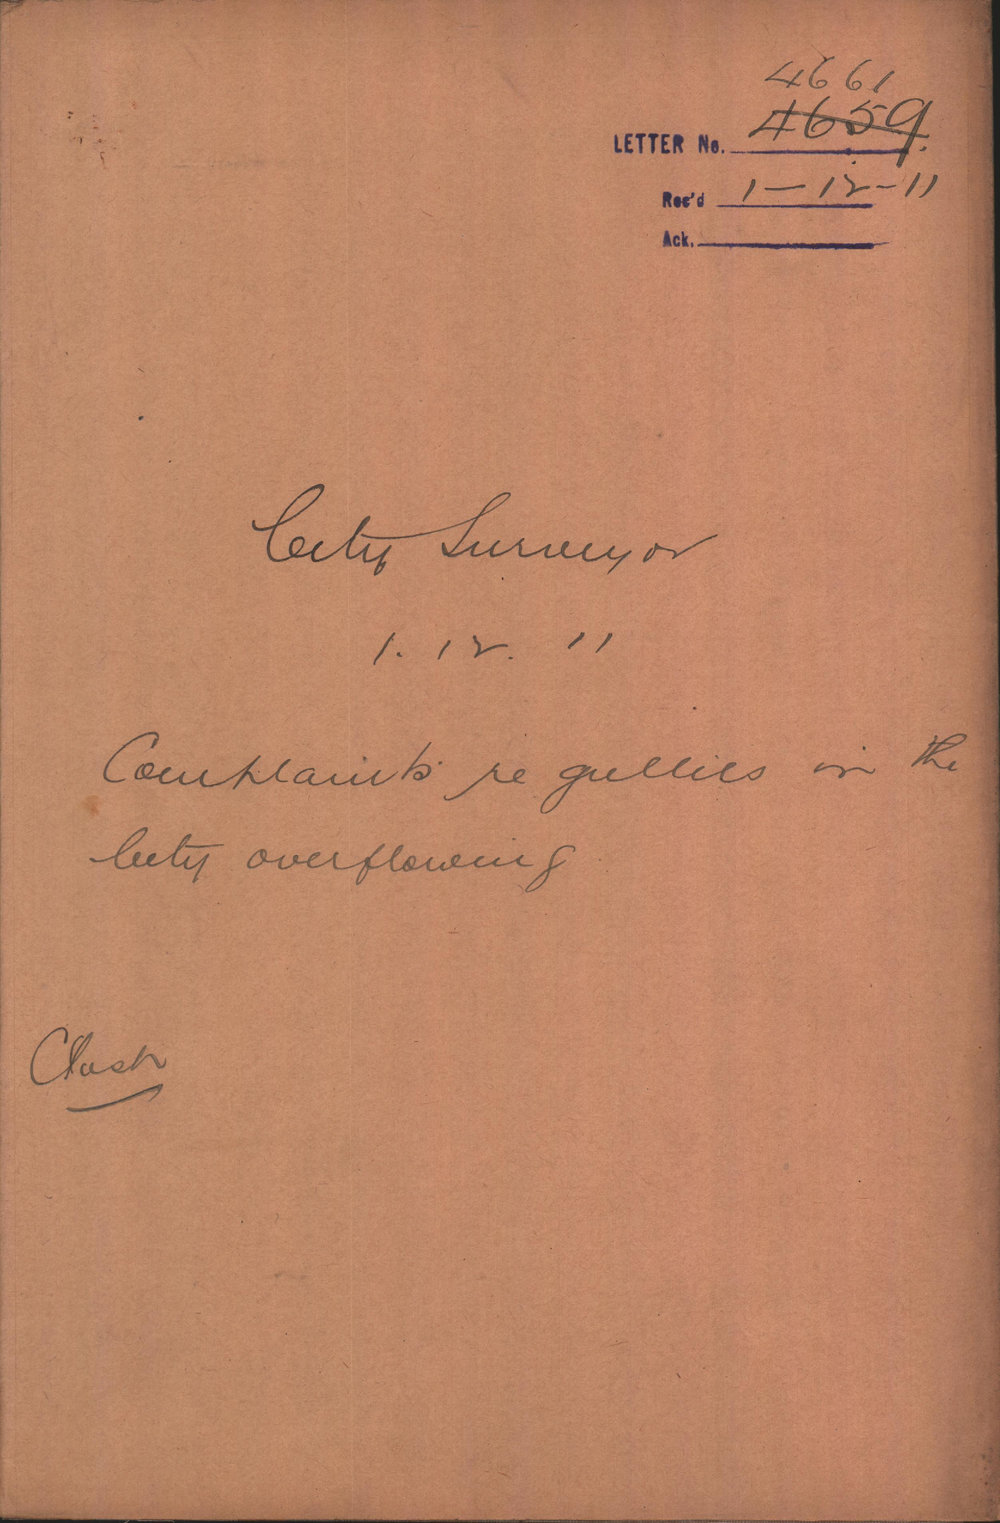 4661
LETTER No. 4659.
Rec'd 1-12-11
Ack.
City Surveyor
1.12.11
Complaints re gullies in the
City overflowing